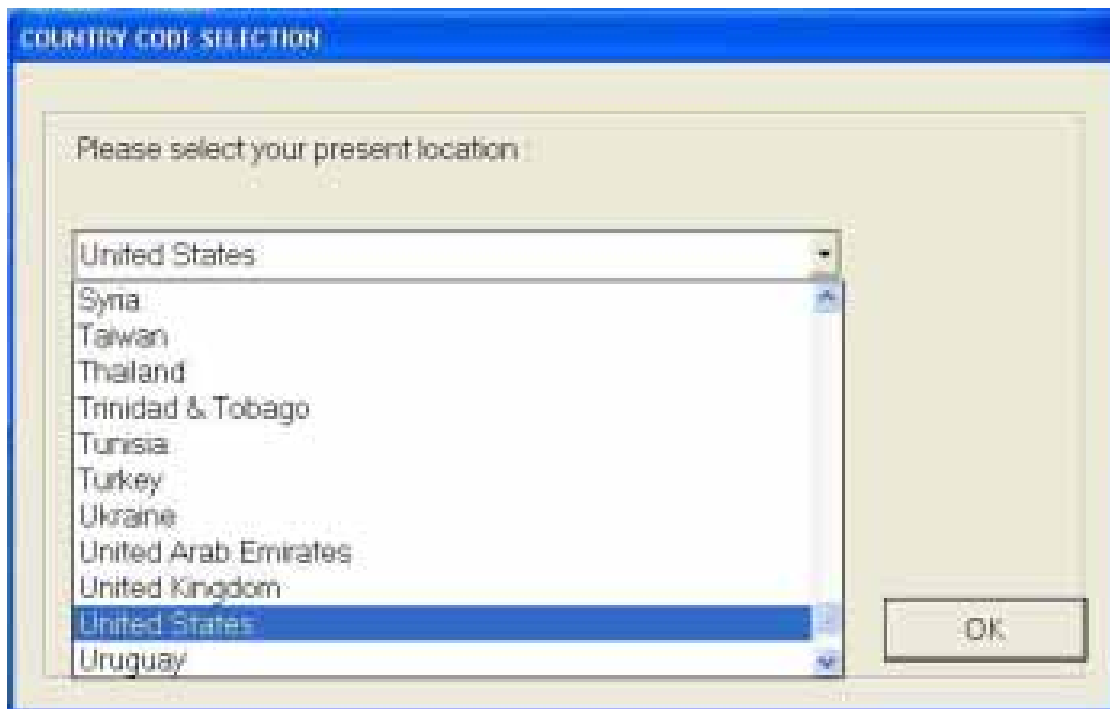 COUNTRY CODE SELECTION
Please select your present location :
United States
Syria
Taiwan
Thailand
Trinidad & Tobago
Tunisia
Turkey
Ukraine
United Arab Emirates
United Kingdom
United States
Uruguay
OK